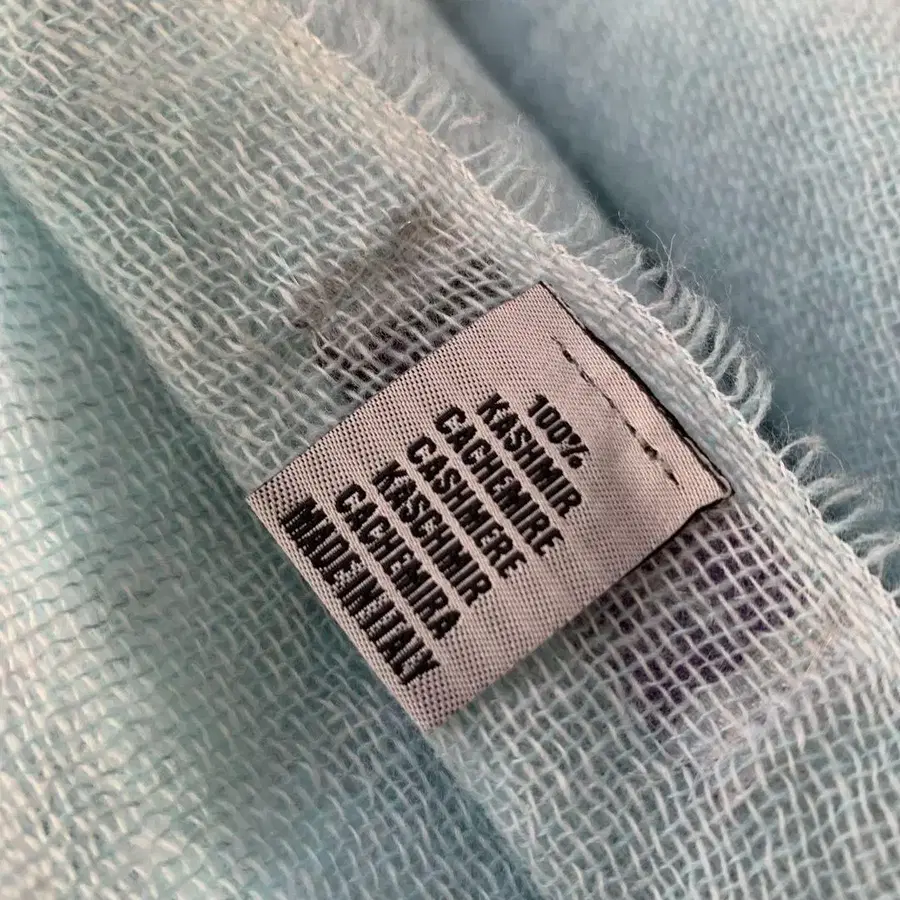 100%
KASHMIR
CACHEMIRE
CASHMERE
KASCHMIR
CACHEMIRA
MADE IN ITALY